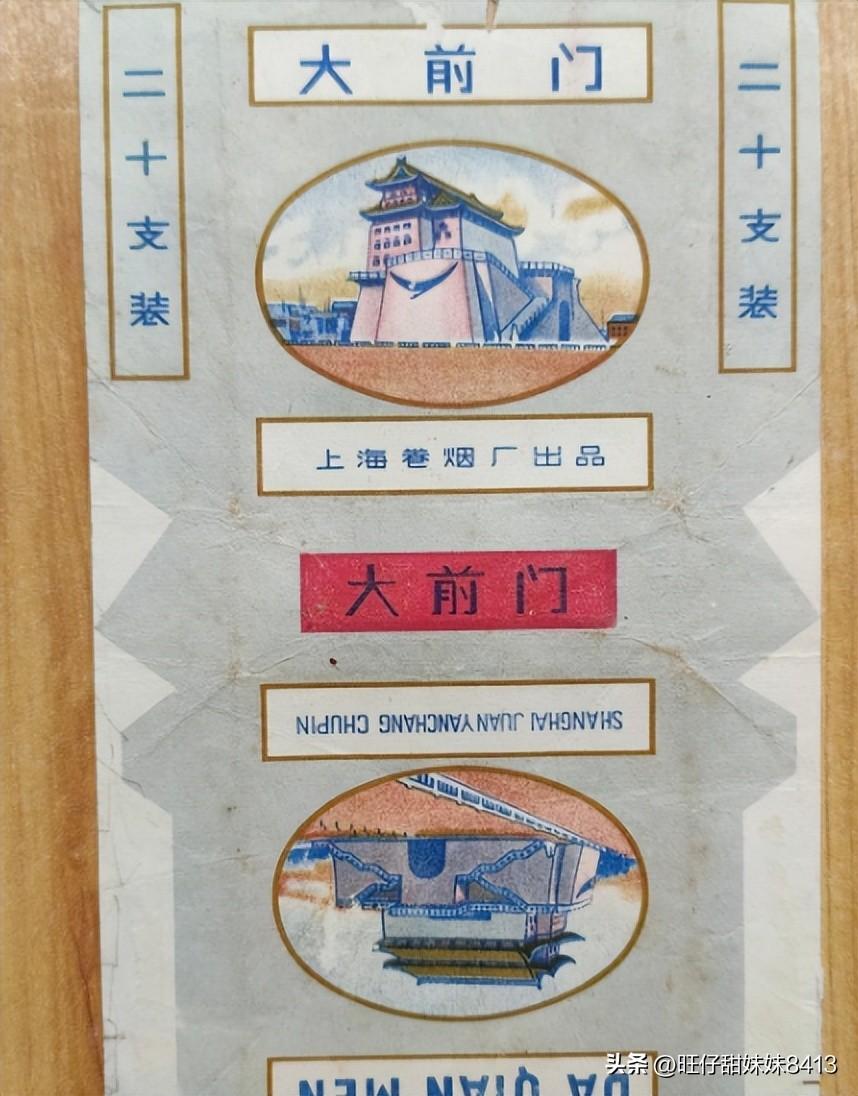 大前门
二十支装
二十支装
上海卷烟厂出品
大前门
SHANGHAI JUANYANCHANG CHUPIN
DA QIAN MEN
头条 @旺仔甜妹妹8413